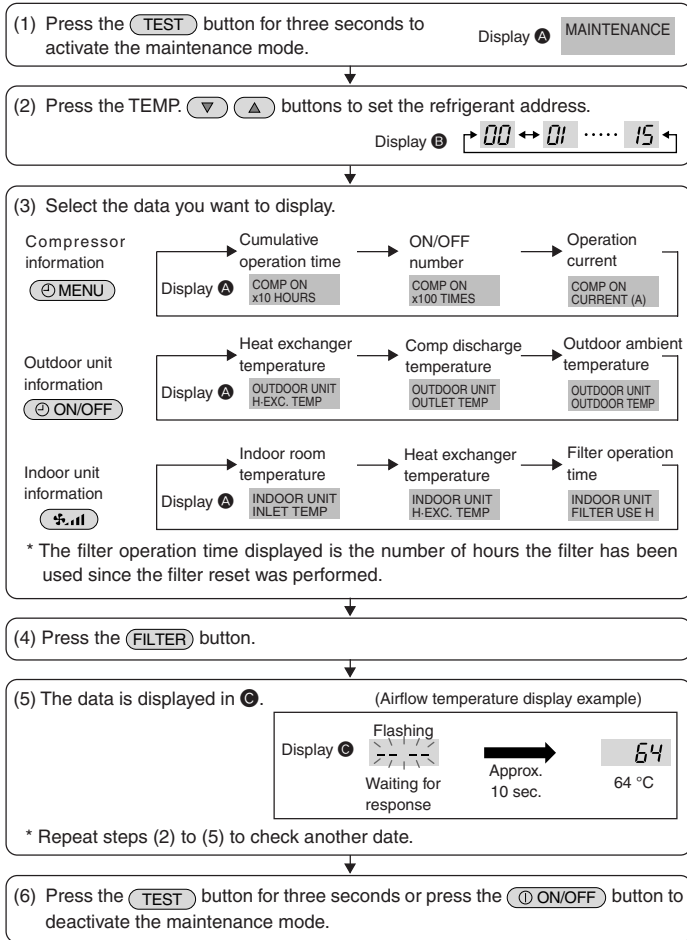 (1) Press the TEST button for three seconds to
activate the maintenance mode.
Display A MAINTENANCE
(2) Press the TEMP. ▽ △ buttons to set the refrigerant address.
Display B 00 ↔ 01 ····· 15
(3) Select the data you want to display.
Compressor
information
MENU
Display A
Cumulative
operation time
COMP ON
x10 HOURS
ON/OFF
number
COMP ON
x100 TIMES
Operation
current
COMP ON
CURRENT (A)
Outdoor unit
information
ON/OFF
Display A
Heat exchanger
temperature
OUTDOOR UNIT
H·EXC. TEMP
Comp discharge
temperature
OUTDOOR UNIT
OUTLET TEMP
Outdoor ambient
temperature
OUTDOOR UNIT
OUTDOOR TEMP
Indoor unit
information
Display A
Indoor room
temperature
INDOOR UNIT
INLET TEMP
Heat exchanger
temperature
INDOOR UNIT
H·EXC. TEMP
Filter operation
time
INDOOR UNIT
FILTER USE H
* The filter operation time displayed is the number of hours the filter has been
used since the filter reset was performed.
(4) Press the FILTER button.
(5) The data is displayed in C.
(Airflow temperature display example)
Display C
Flashing
-- --
Waiting for
response
Approx.
10 sec.
64
64 °C
* Repeat steps (2) to (5) to check another date.
(6) Press the TEST button for three seconds or press the ON/OFF button to
deactivate the maintenance mode.